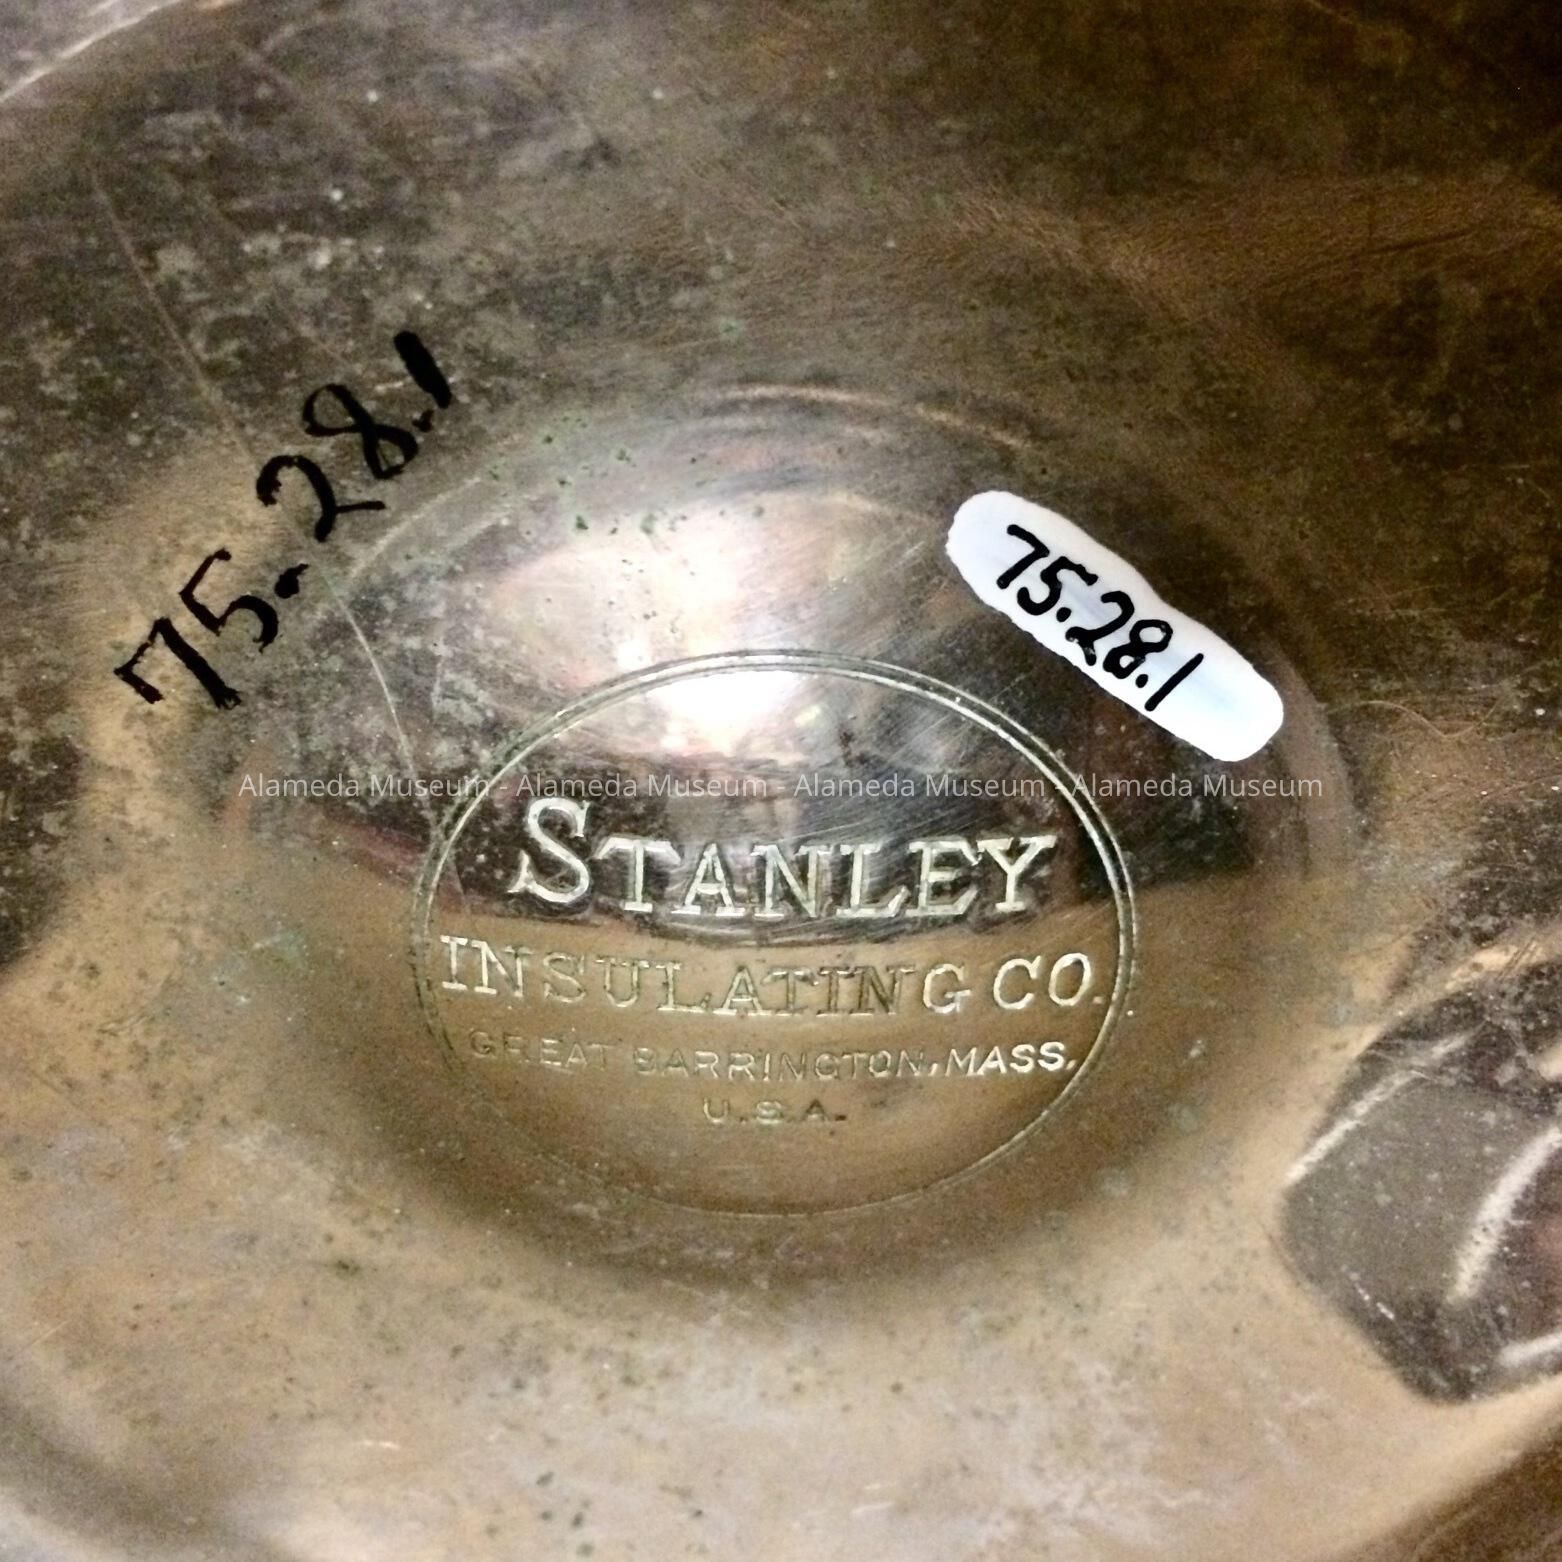 75.28.1
75.28.1
Alameda Museum - Alameda Museum - Alameda Museum - Alameda Museum
STANLEY
INSULATING CO.
GREAT BARRINGTON, MASS.
U.S.A.